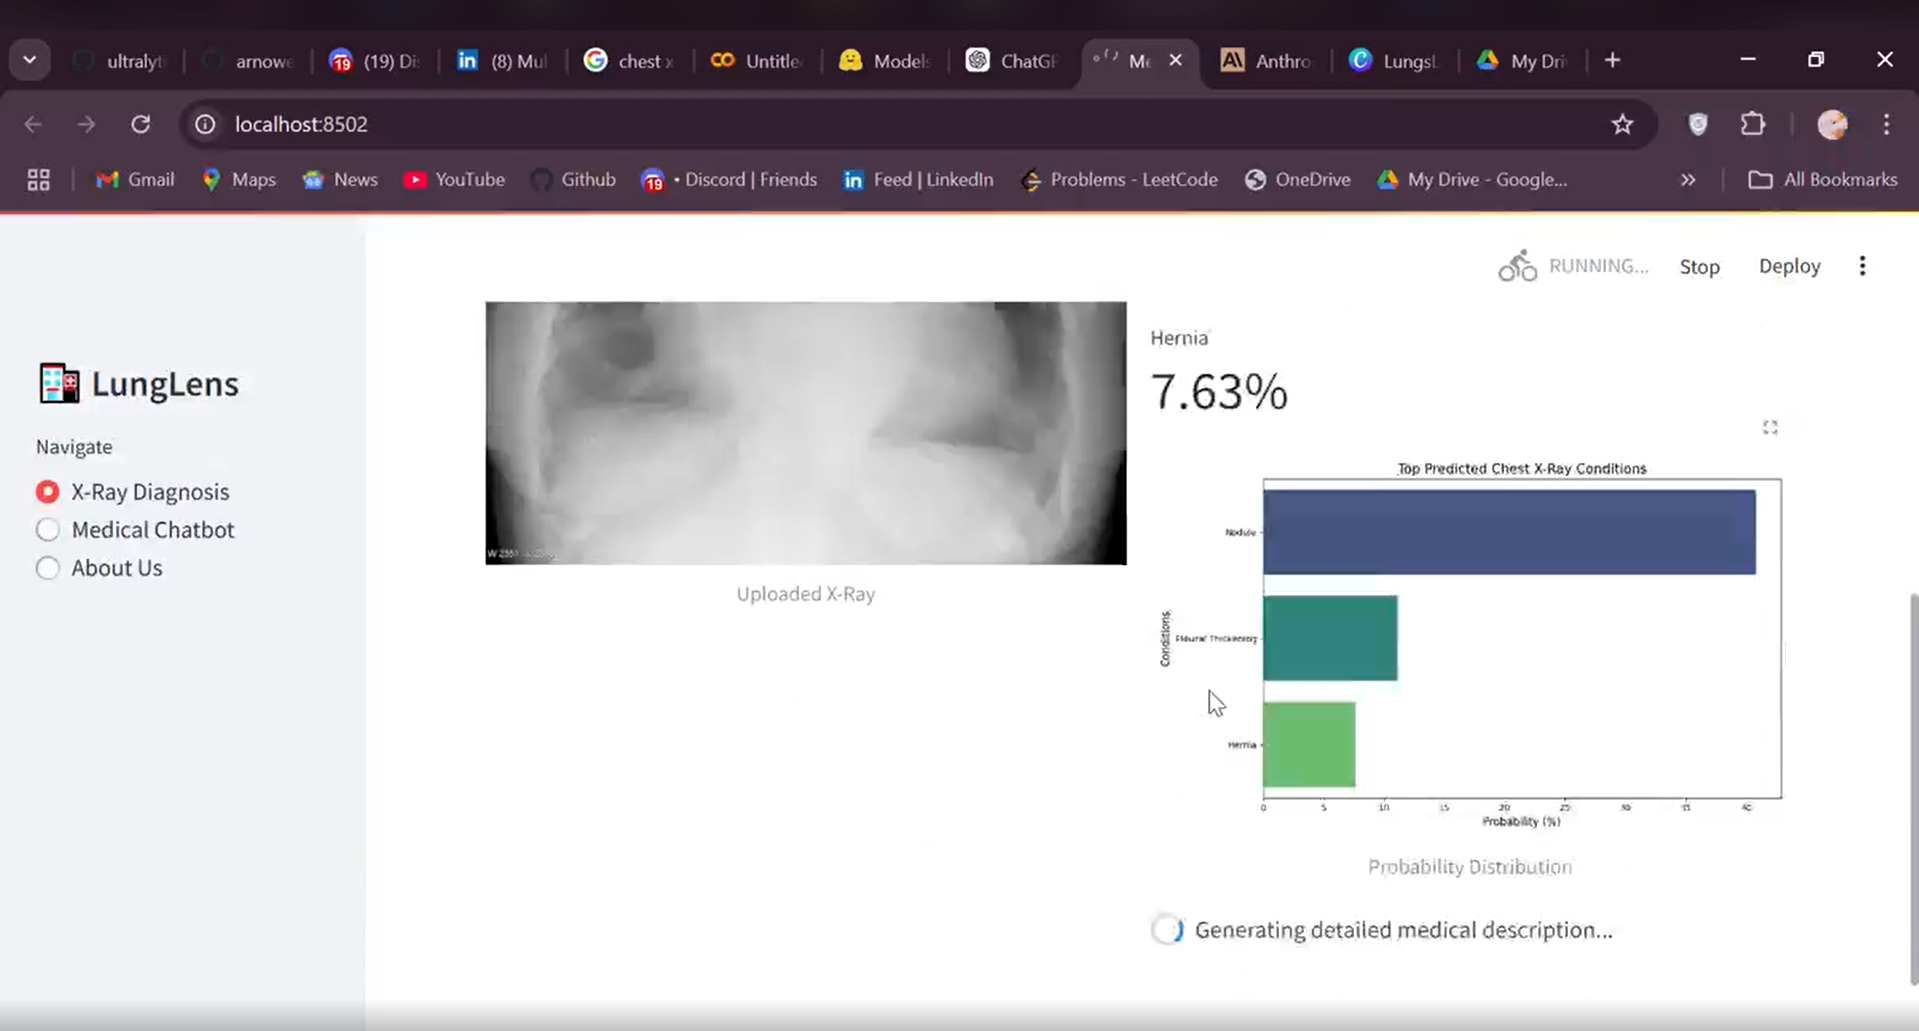 ultralyt
arnowe
(19) Di
(8) Mul
chest x
Untitle
Models
ChatGP
Me
Anthro
LungsL
My Dri
localhost:8502
Gmail
Maps
News
YouTube
Github
• Discord | Friends
Feed | LinkedIn
Problems - LeetCode
OneDrive
My Drive - Google...
All Bookmarks
RUNNING...
Stop
Deploy
LungLens
Navigate
X-Ray Diagnosis
Medical Chatbot
About Us
Uploaded X-Ray
Hernia
7.63%
Top Predicted Chest X-Ray Conditions
Conditions
Nodule
Pleural Thickening
Hernia
0 5 10 15 20 25 30 35 40
Probability (%)
Probability Distribution
Generating detailed medical description...